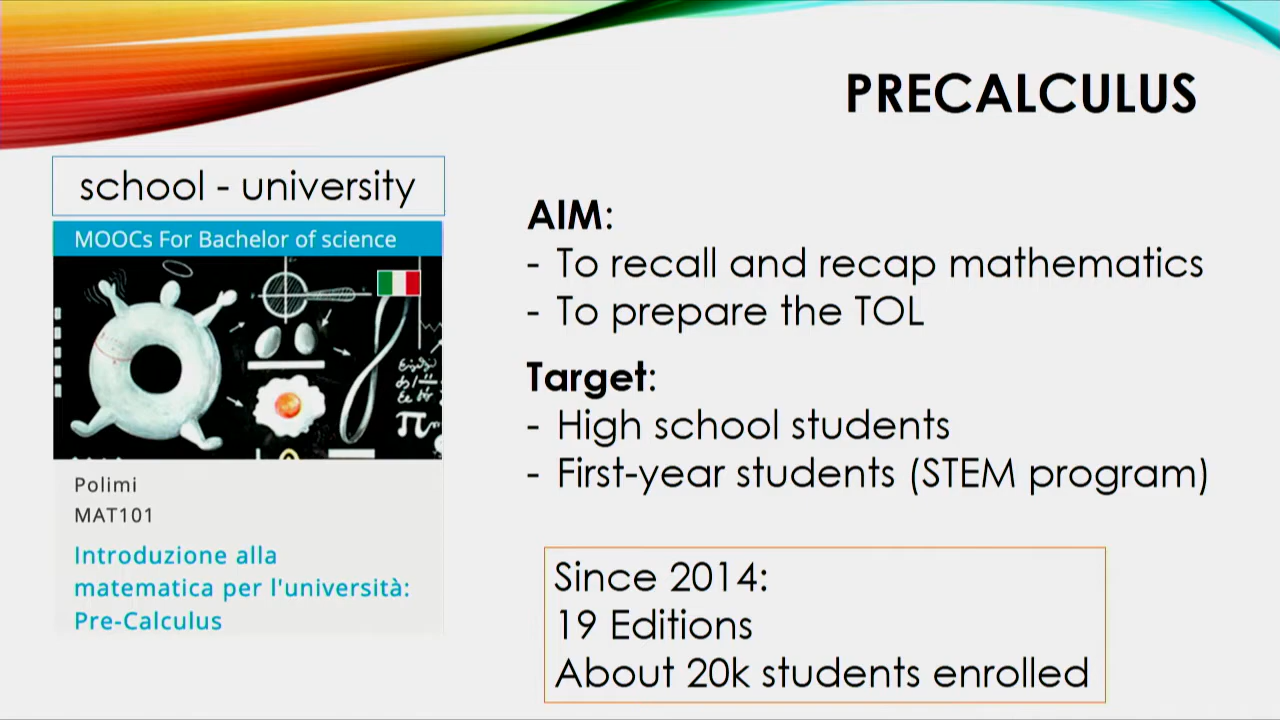 PRECALCULUS
school - university
MOOCs For Bachelor of science
Polimi
MAT101
Introduzione alla
matematica per l'università:
Pre-Calculus
AIM:
- To recall and recap mathematics
- To prepare the TOL
Target:
- High school students
- First-year students (STEM program)
Since 2014:
19 Editions
About 20k students enrolled